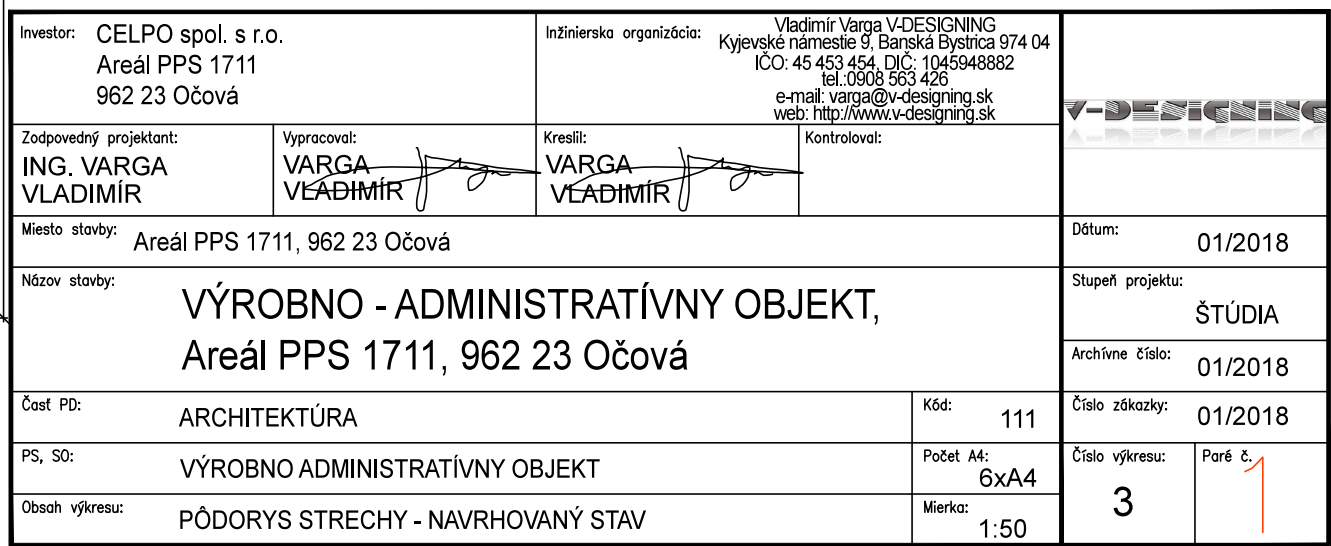 Investor: CELPO spol. s r.o.
Areál PPS 1711
962 23 Očová
Inžinierska organizácia: Vladimír Varga V-DESIGNING
Kyjevské námestie 9, Banská Bystrica 974 04
IČO: 45 453 454, DIČ: 1045948882
tel.:0908 563 426
e-mail: varga@v-designing.sk
web: http://www.v-designing.sk
V-DESIGNING
Zodpovedný projektant:
ING. VARGA
VLADIMÍR
Vypracoval:
VARGA
VLADIMÍR
Kreslil:
VARGA
VLADIMÍR
Kontroloval:
Miesto stavby: Areál PPS 1711, 962 23 Očová
Dátum: 01/2018
Názov stavby:
VÝROBNO - ADMINISTRATÍVNY OBJEKT,
Areál PPS 1711, 962 23 Očová
Stupeň projektu:
ŠTÚDIA
Archívne číslo: 01/2018
Časť PD: ARCHITEKTÚRA
Kód: 111
Číslo zákazky: 01/2018
PS, SO: VÝROBNO ADMINISTRATÍVNY OBJEKT
Počet A4:
6xA4
Číslo výkresu:
3
Paré č. 1
Obsah výkresu: PÔDORYS STRECHY - NAVRHOVANÝ STAV
Mierka:
1:50